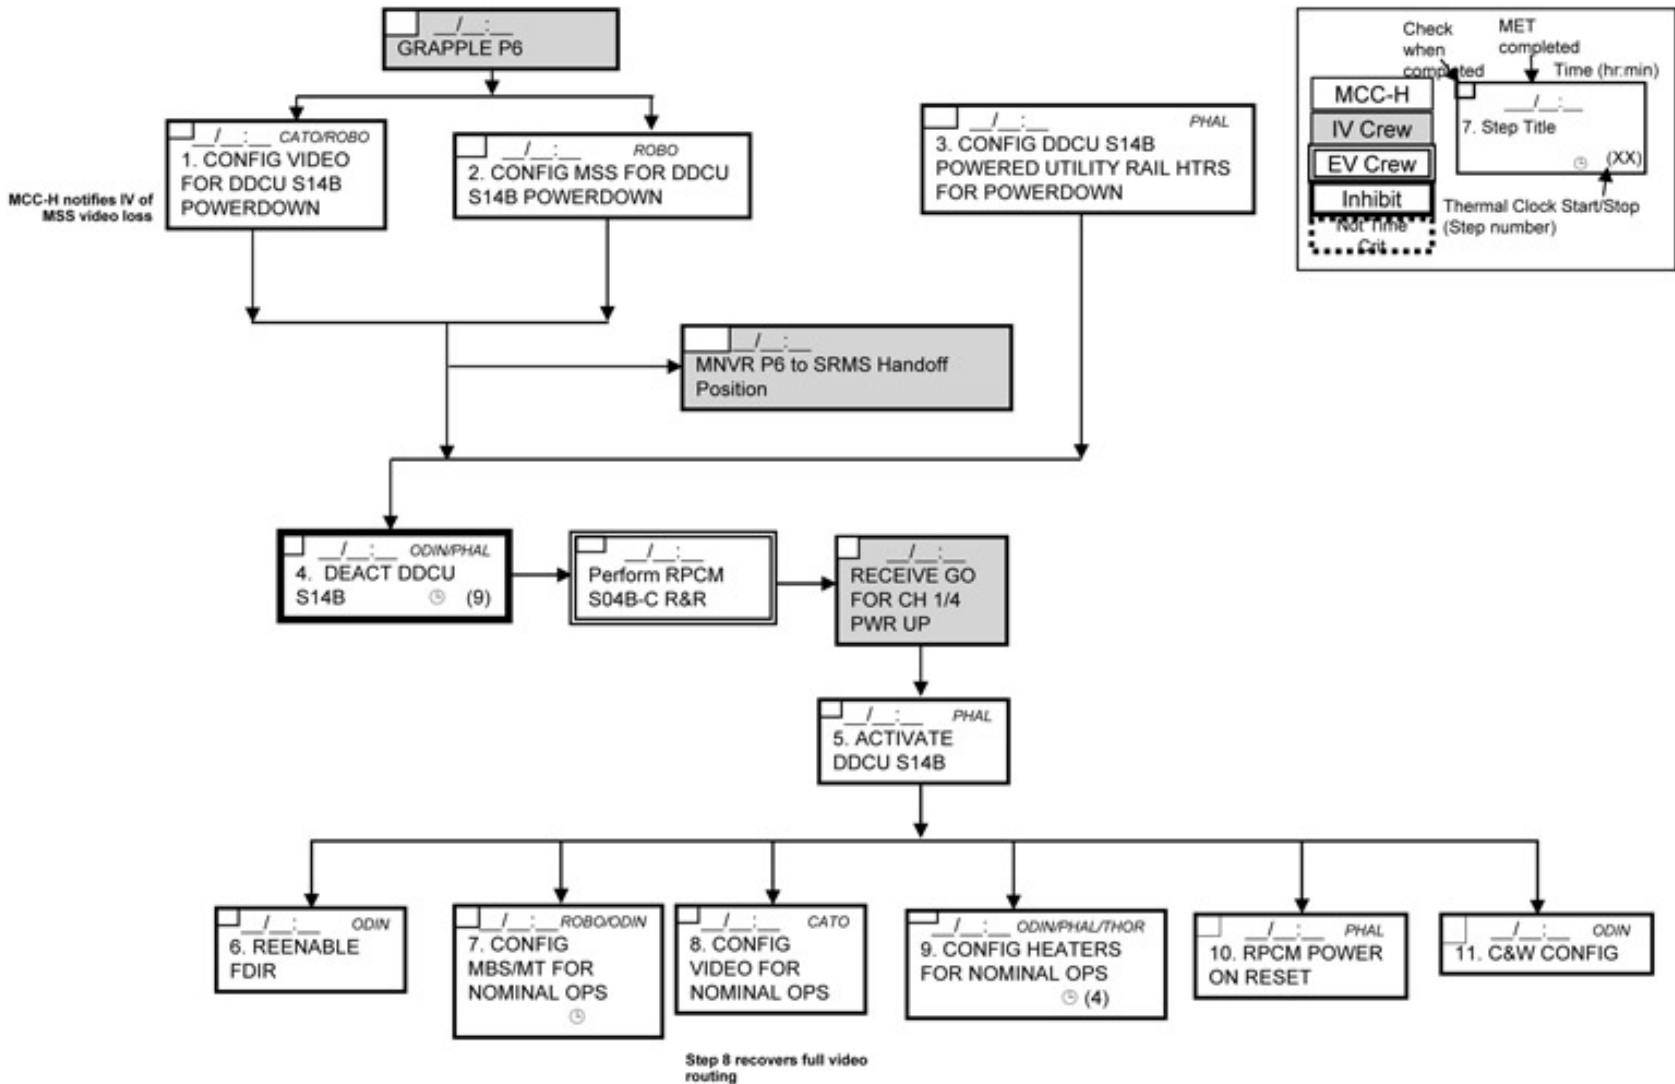 __/__:__
GRAPPLE P6
__/__:__ CATO/ROBO
1. CONFIG VIDEO
FOR DDCU S14B
POWERDOWN
MCC-H notifies IV of
MSS video loss
__/__:__ ROBO
2. CONFIG MSS FOR DDCU
S14B POWERDOWN
__/__:__ PHAL
3. CONFIG DDCU S14B
POWERED UTILITY RAIL HTRS
FOR POWERDOWN
Check
when
completed
MET
completed
Time (hr:min)
MCC-H
IV Crew
EV Crew
Inhibit
Not Time
Crit
__/__:__
7. Step Title
(XX)
Thermal Clock Start/Stop
(Step number)
__/__:__
MNVR P6 to SRMS Handoff
Position
__/__:__ ODIN/PHAL
4. DEACT DDCU
S14B (9)
__/__:__
Perform RPCM
S04B-C R&R
__/__:__
RECEIVE GO
FOR CH 1/4
PWR UP
__/__:__ PHAL
5. ACTIVATE
DDCU S14B
__/__:__ ODIN
6. REENABLE
FDIR
__/__:__ ROBO/ODIN
7. CONFIG
MBS/MT FOR
NOMINAL OPS
__/__:__ CATO
8. CONFIG
VIDEO FOR
NOMINAL OPS
Step 8 recovers full video
routing
__/__:__ ODIN/PHAL/THOR
9. CONFIG HEATERS
FOR NOMINAL OPS
(4)
__/__:__ PHAL
10. RPCM POWER
ON RESET
__/__:__ ODIN
11. C&W CONFIG